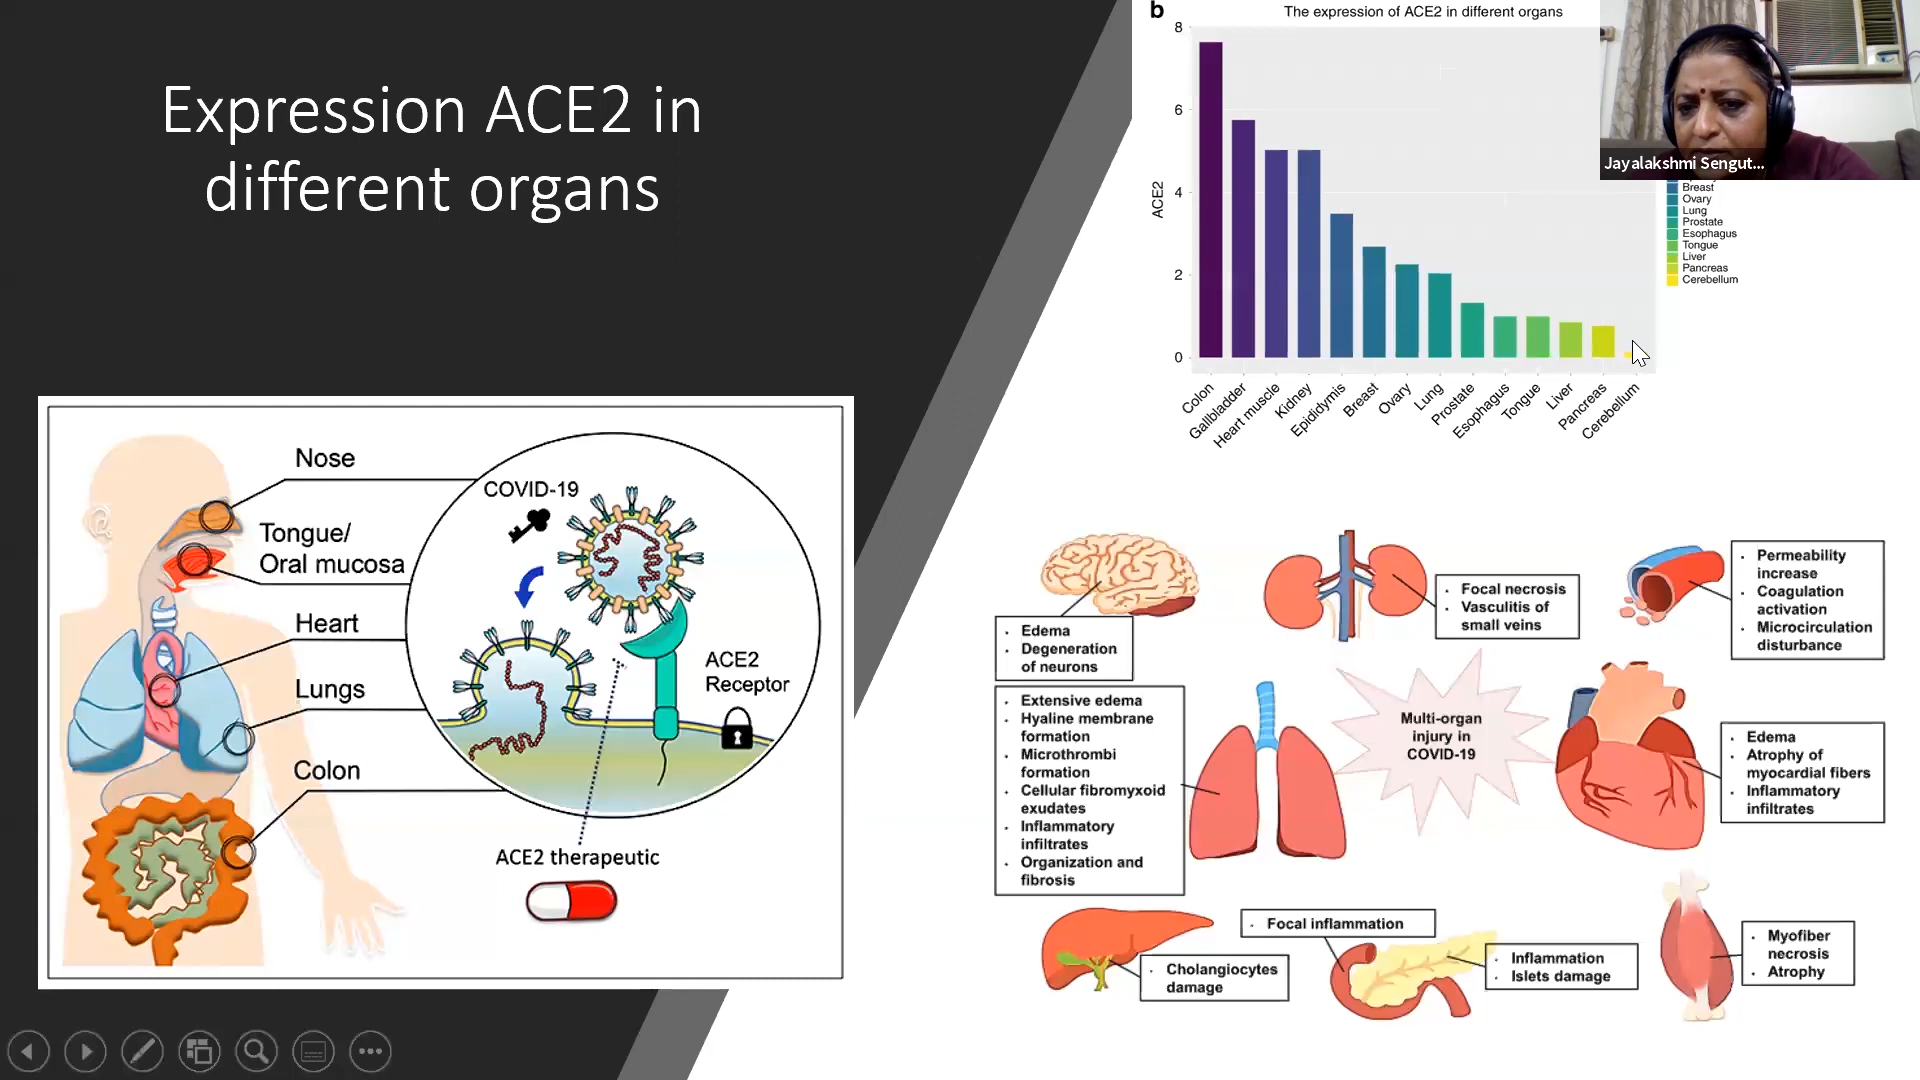 Expression ACE2 in
different organs
b
The expression of ACE2 in different organs
8
6
4
2
0
ACE2
Colon
Gallbladder
Heart muscle
Kidney
Epididymis
Breast
Ovary
Lung
Prostate
Esophagus
Tongue
Liver
Pancreas
Cerebellum
Jayalakshmi Sengut...
Breast
Ovary
Lung
Prostate
Esophagus
Tongue
Liver
Pancreas
Cerebellum
Nose
Tongue/
Oral mucosa
Heart
Lungs
Colon
COVID-19
ACE2
Receptor
ACE2 therapeutic
· Edema
· Degeneration
of neurons
· Focal necrosis
· Vasculitis of
small veins
· Permeability
increase
· Coagulation
activation
· Microcirculation
disturbance
· Extensive edema
· Hyaline membrane
formation
· Microthrombi
formation
· Cellular fibromyxoid
exudates
· Inflammatory
infiltrates
· Organization and
fibrosis
Multi-organ
injury in
COVID-19
· Edema
· Atrophy of
myocardial fibers
· Inflammatory
infiltrates
· Cholangiocytes
damage
· Focal inflammation
· Inflammation
· Islets damage
· Myofiber
necrosis
· Atrophy